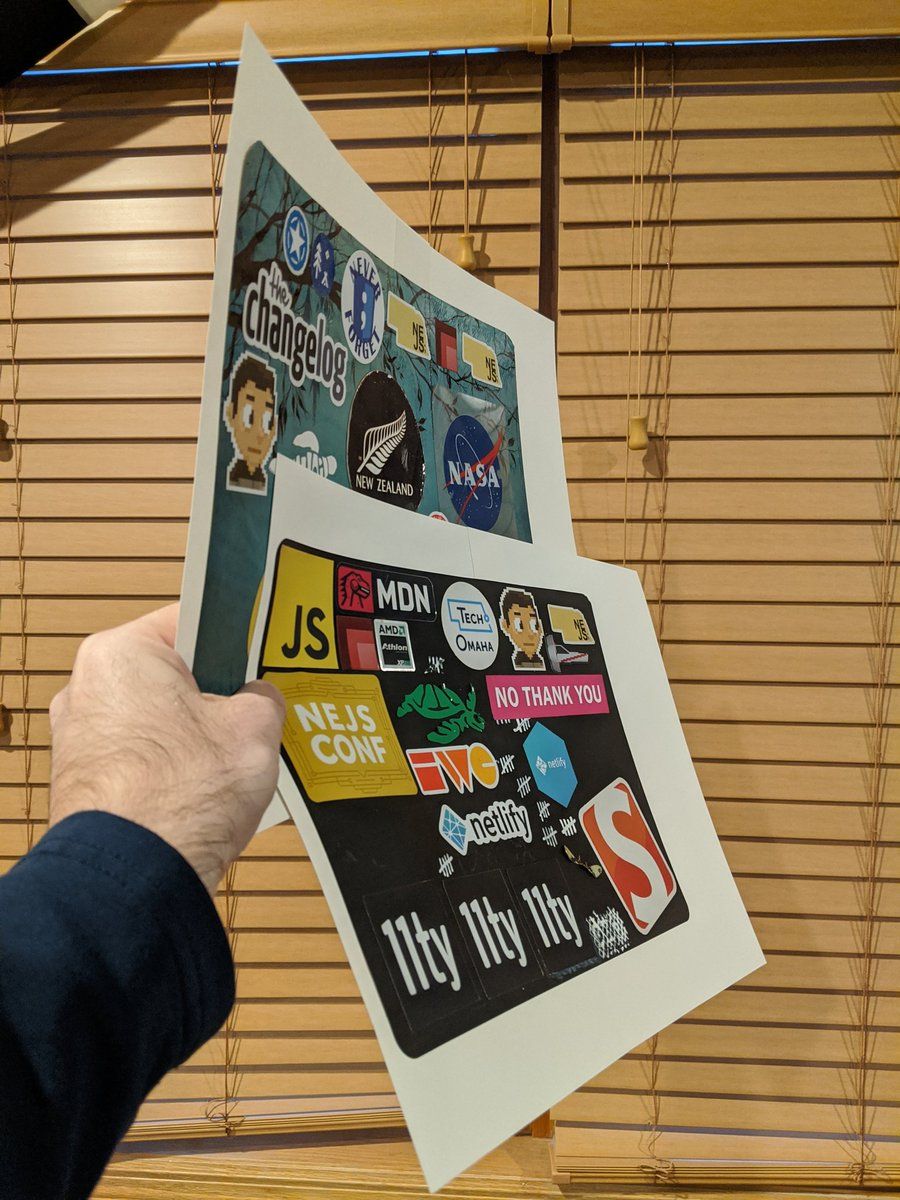 the
changelog
NEVER
FORGET
NE
JS
NE
JS
NEW ZEALAND
NASA
JS
MDN
AMD
Athlon
XP
TECH
OMAHA
NE
JS
NEJS
CONF
NO THANK YOU
netlify
netlify
S
11ty
11ty
11ty